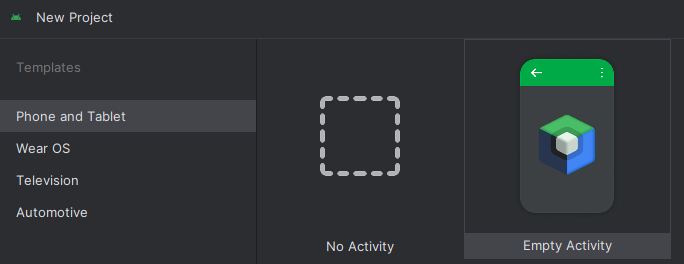 New Project
Templates
Phone and Tablet
Wear OS
Television
Automotive
No Activity
Empty Activity